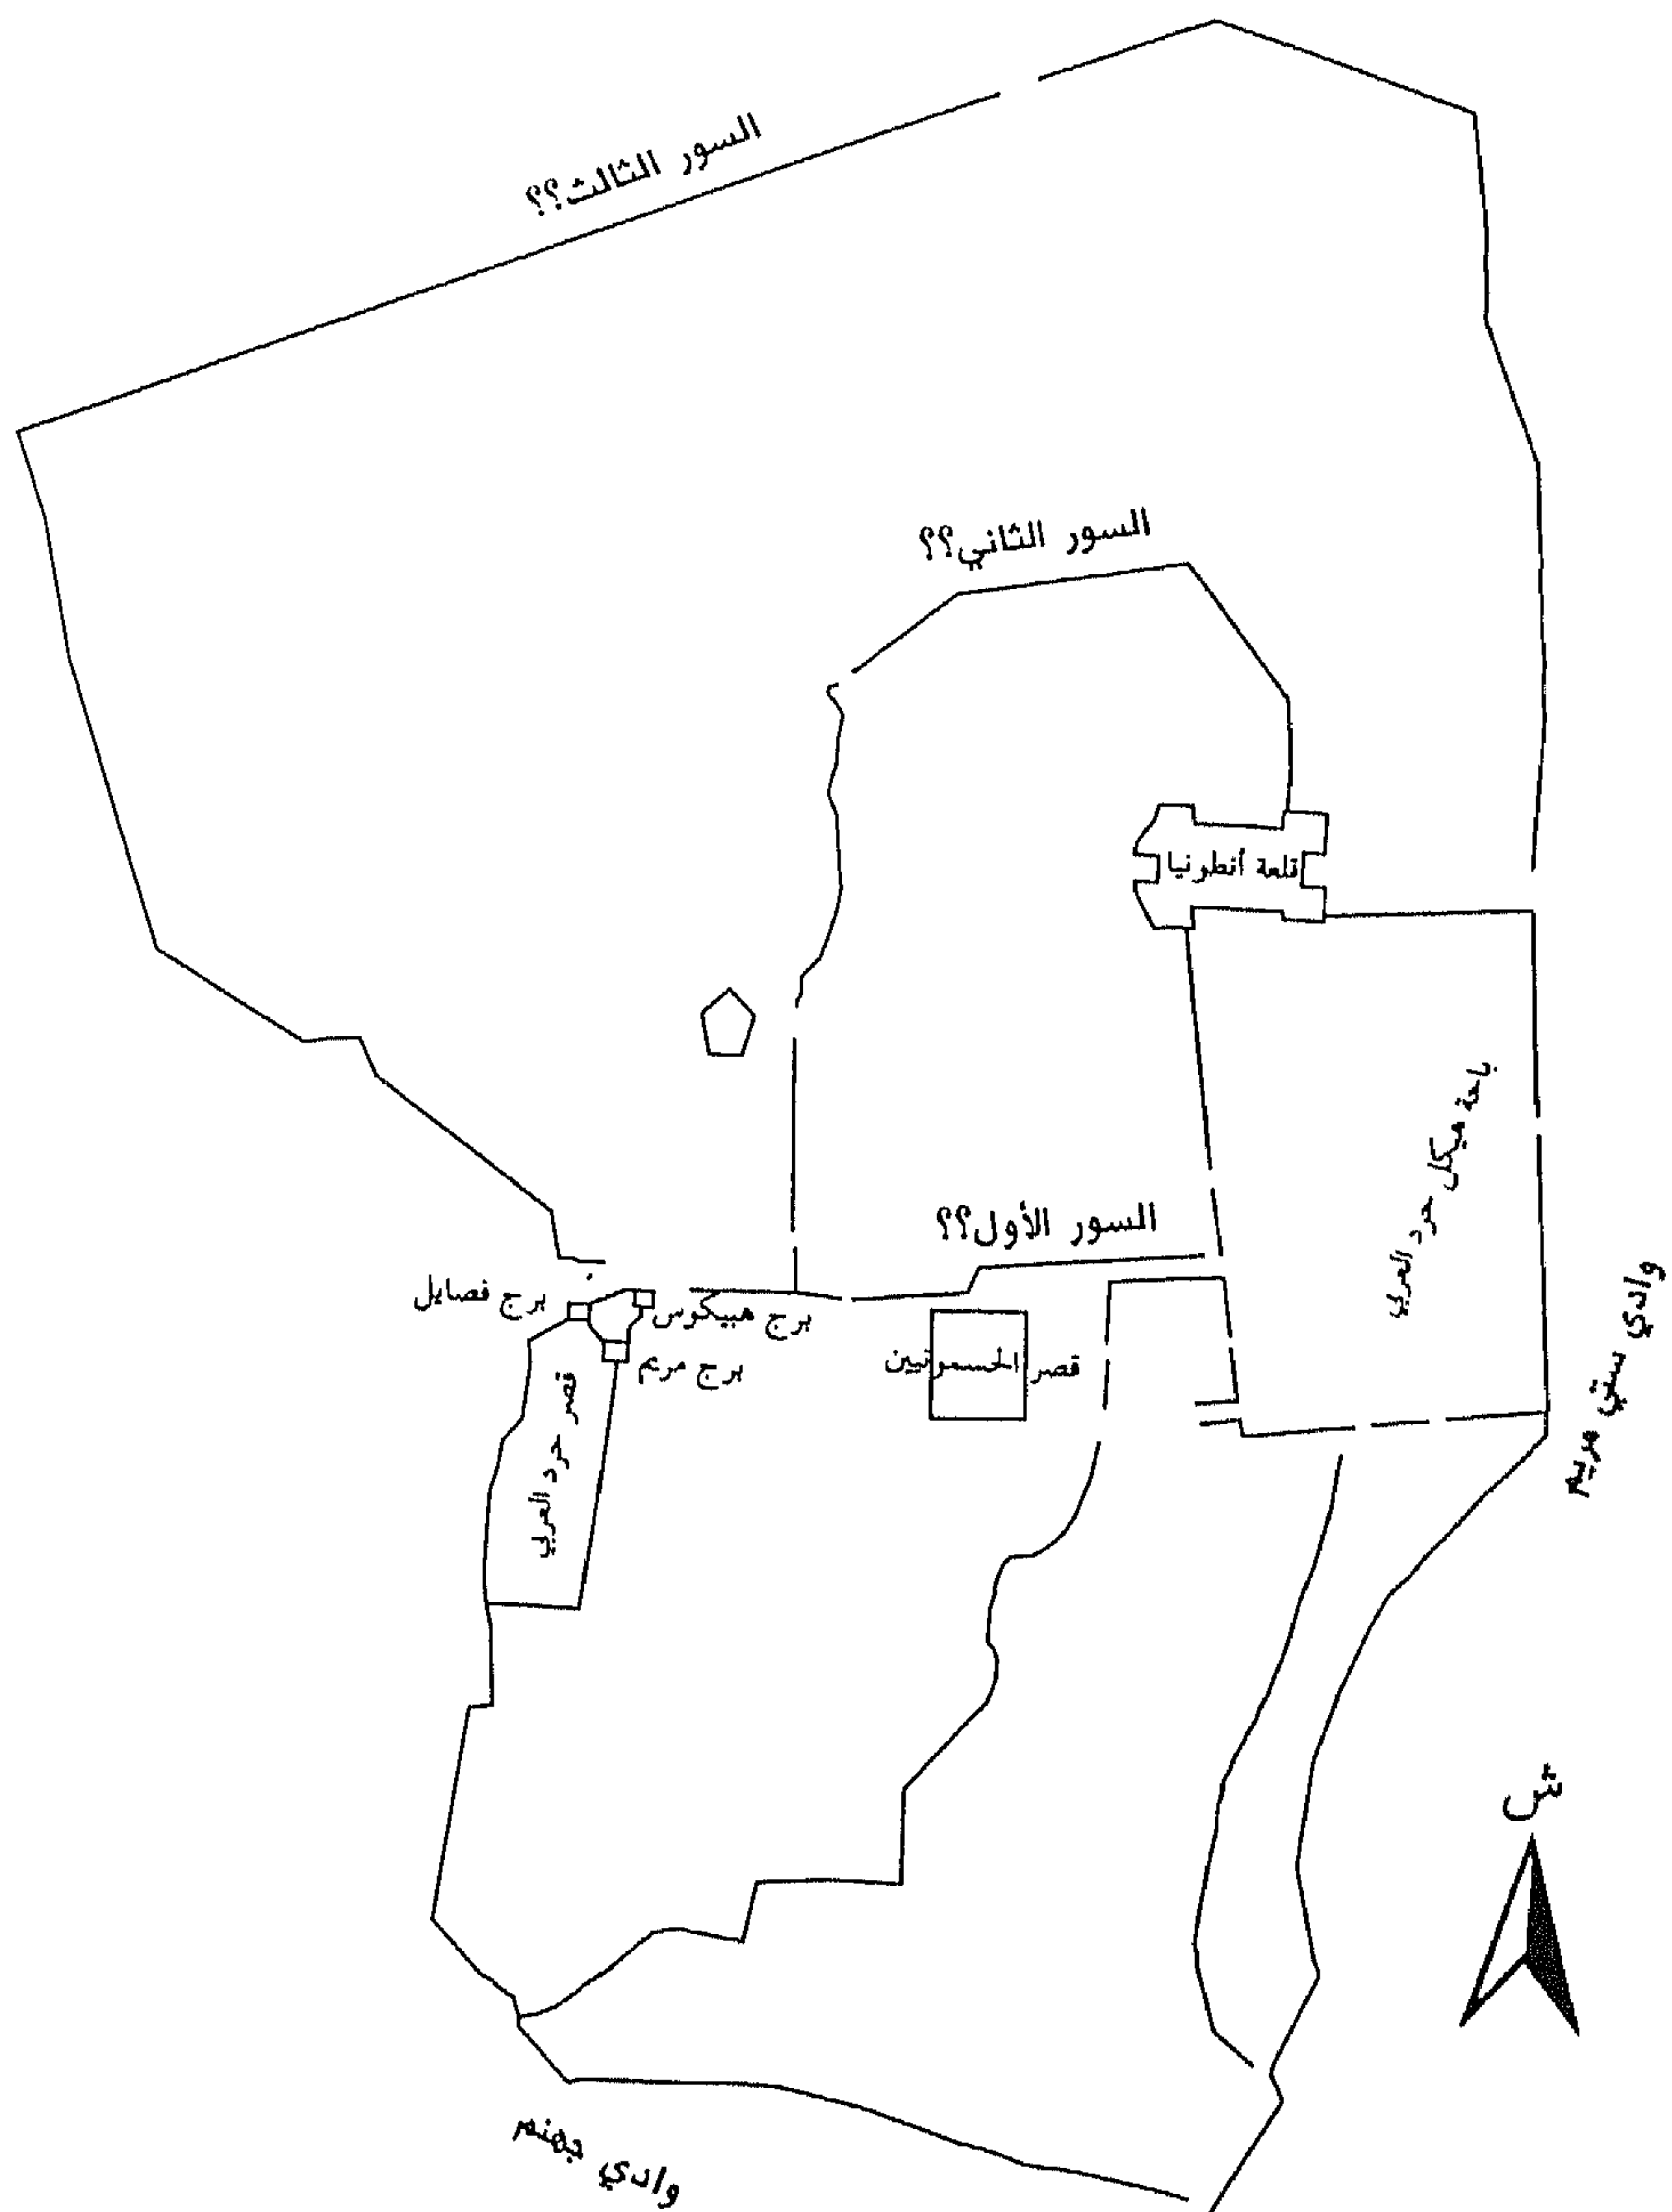 السور الثالث؟؟
السور الثاني؟؟
قلعة أنطونيا
باحة هيكل حرد العربي
السور الأول؟؟
برج فصايل
برج هيبكوس
برج مريم
قصر الحسمونيين
قصر حرد العربي
وادي ستي مريم
ش
وادي جهنم